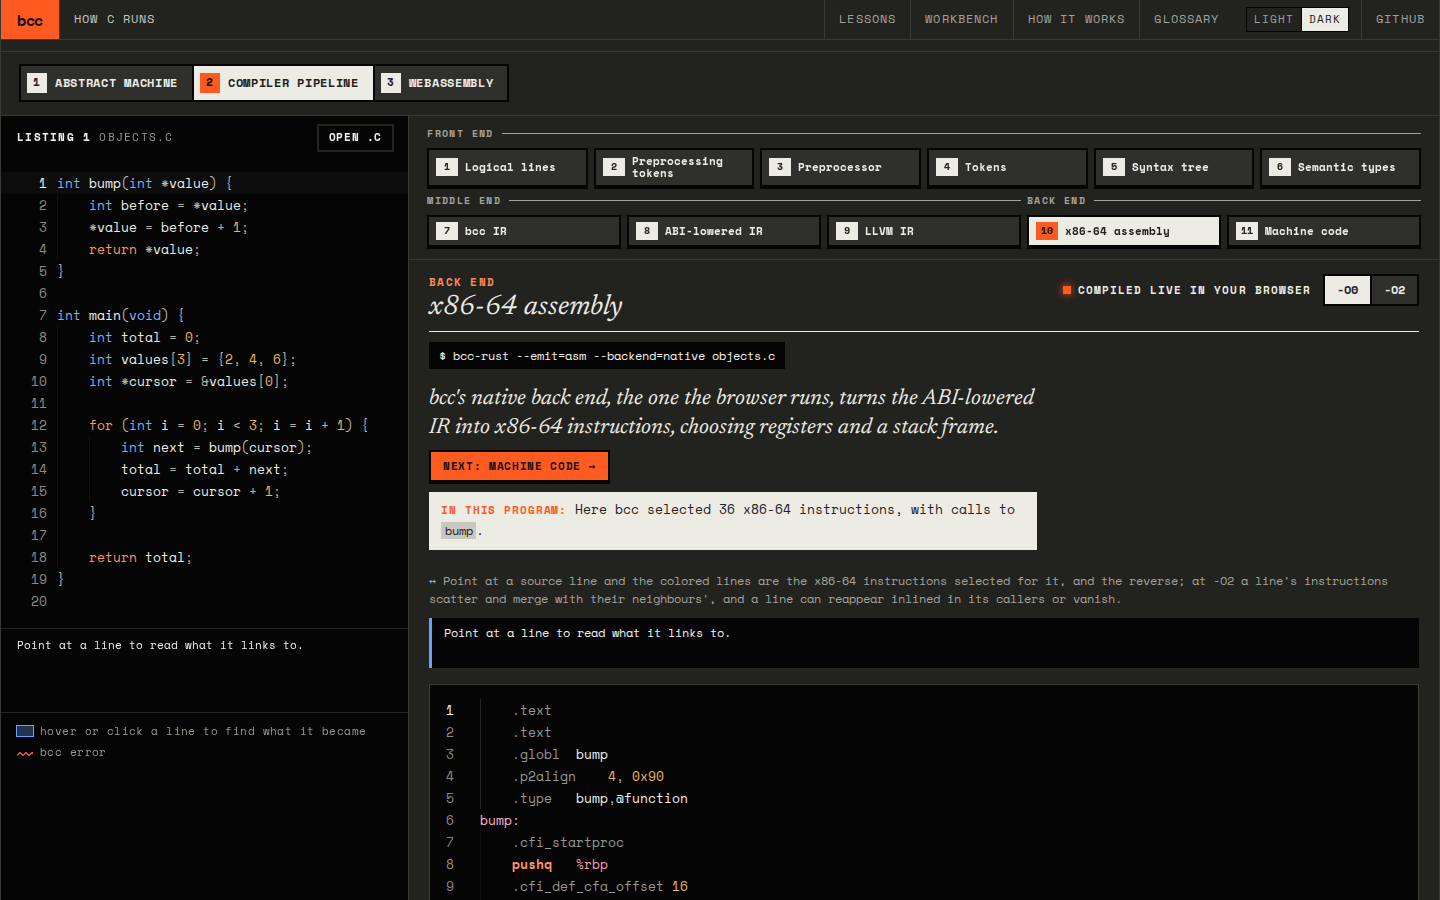 bcc HOW C RUNS LESSONS WORKBENCH HOW IT WORKS GLOSSARY LIGHT DARK GITHUB
1 ABSTRACT MACHINE 2 COMPILER PIPELINE 3 WEBASSEMBLY
LISTING 1 OBJECTS.C OPEN .C
1 int bump(int *value) {
2     int before = *value;
3     *value = before + 1;
4     return *value;
5 }
6
7 int main(void) {
8     int total = 0;
9     int values[3] = {2, 4, 6};
10     int *cursor = &values[0];
11
12     for (int i = 0; i < 3; i = i + 1) {
13         int next = bump(cursor);
14         total = total + next;
15         cursor = cursor + 1;
16     }
17
18     return total;
19 }
20
Point at a line to read what it links to.
hover or click a line to find what it became
bcc error
FRONT END
1 Logical lines 2 Preprocessing tokens 3 Preprocessor 4 Tokens 5 Syntax tree 6 Semantic types
MIDDLE END BACK END
7 bcc IR 8 ABI-lowered IR 9 LLVM IR 10 x86-64 assembly 11 Machine code
BACK END
x86-64 assembly
COMPILED LIVE IN YOUR BROWSER -O0 -O2
$ bcc-rust --emit=asm --backend=native objects.c
bcc's native back end, the one the browser runs, turns the ABI-lowered
IR into x86-64 instructions, choosing registers and a stack frame.
NEXT: MACHINE CODE →
IN THIS PROGRAM: Here bcc selected 36 x86-64 instructions, with calls to
bump.
↔ Point at a source line and the colored lines are the x86-64 instructions selected for it, and the reverse; at -O2 a line's instructions
scatter and merge with their neighbours', and a line can reappear inlined in its callers or vanish.
Point at a line to read what it links to.
1     .text
2     .text
3     .globl  bump
4     .p2align    4, 0x90
5     .type   bump,@function
6 bump:
7     .cfi_startproc
8     pushq   %rbp
9     .cfi_def_cfa_offset 16